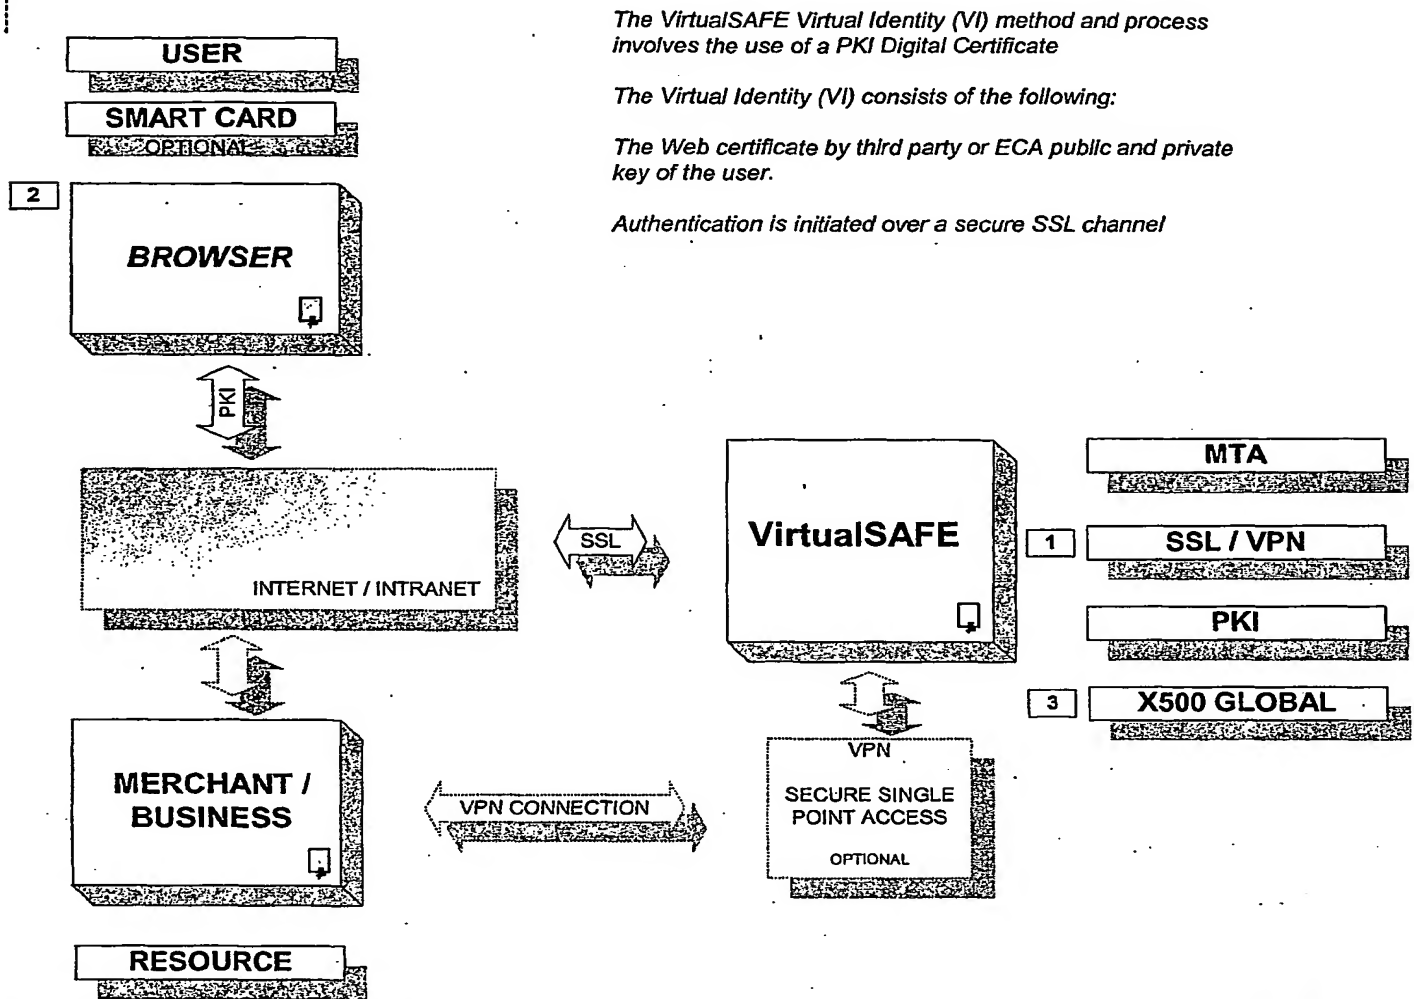 The VirtualSAFE Virtual Identity (VI) method and process
involves the use of a PKI Digital Certificate
The Virtual Identity (VI) consists of the following:
The Web certificate by third party or ECA public and private
key of the user.
Authentication is initiated over a secure SSL channel
USER
SMART CARD
OPTIONAL
2
BROWSER
PKI
INTERNET / INTRANET
SSL
VirtualSAFE
MTA
1
SSL / VPN
PKI
3
X500 GLOBAL
MERCHANT /
BUSINESS
VPN CONNECTION
VPN
SECURE SINGLE
POINT ACCESS
OPTIONAL
RESOURCE